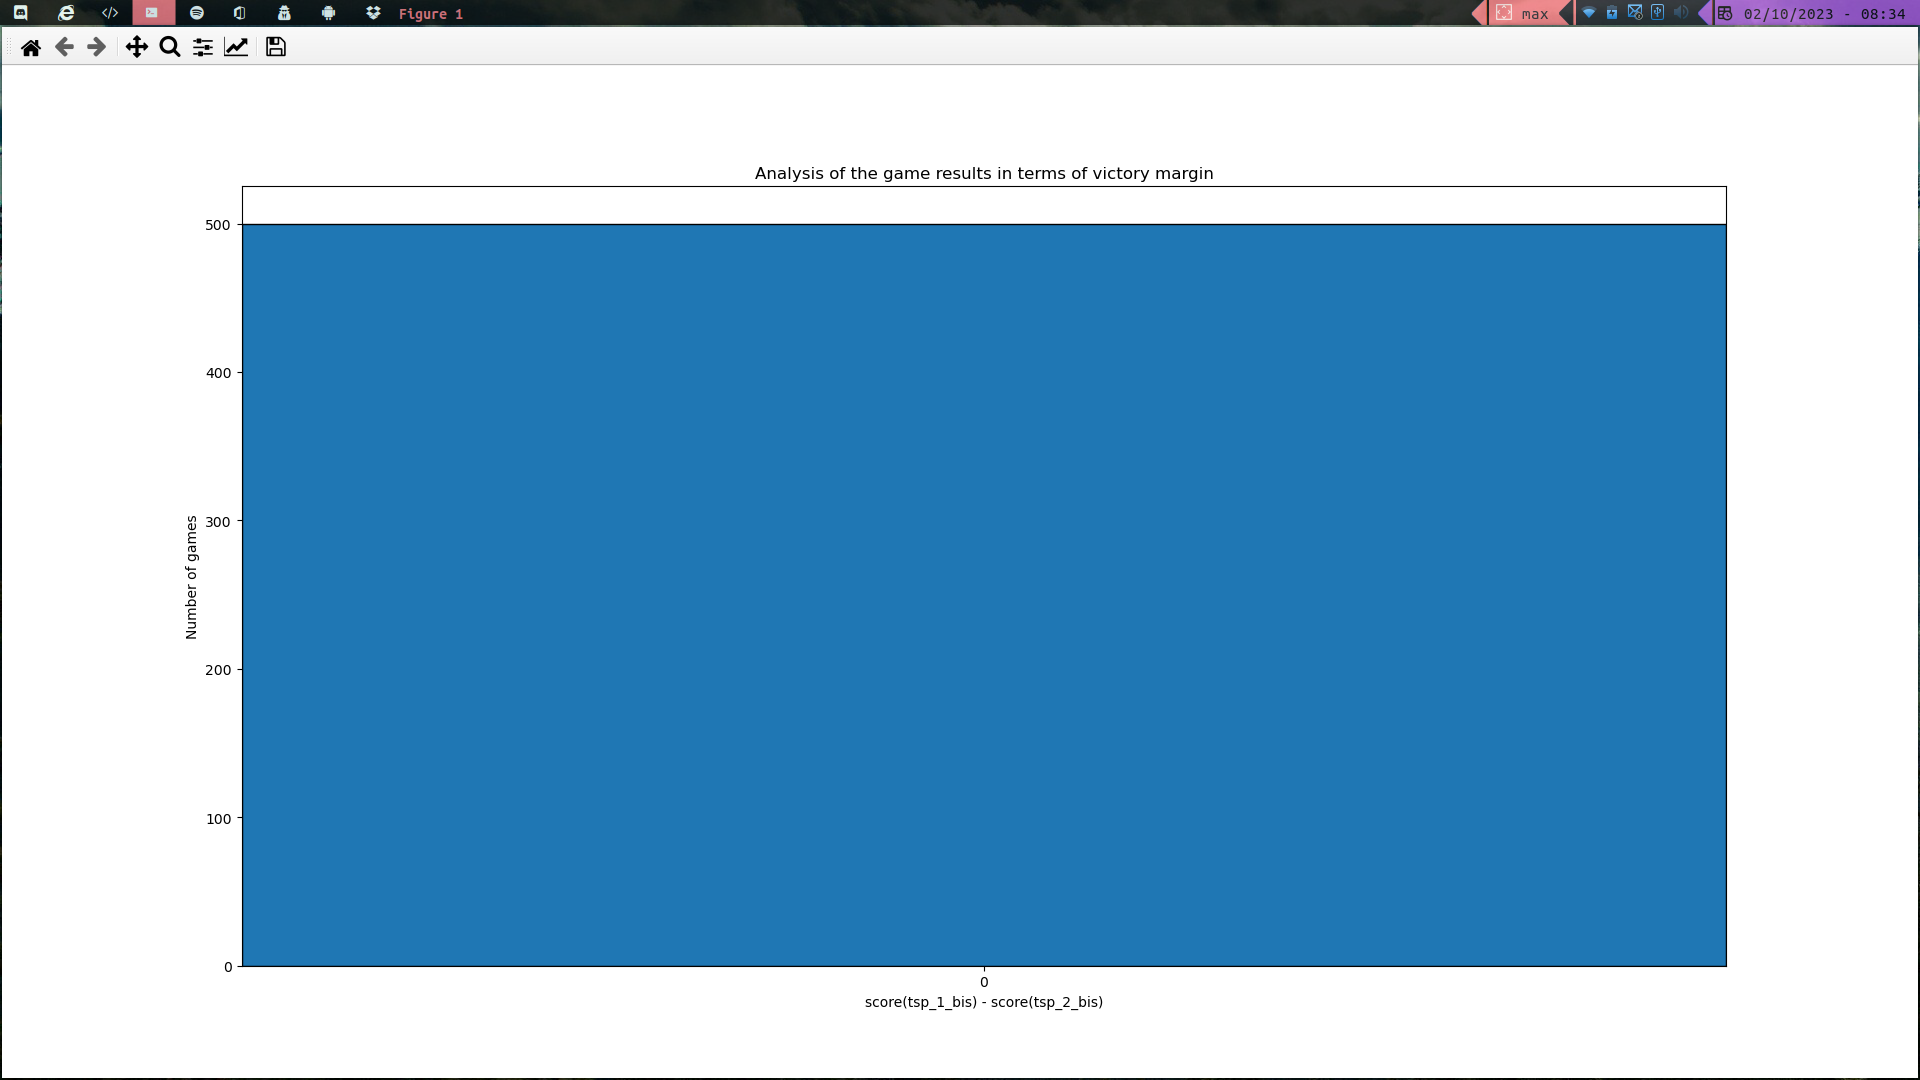 Figure 1
max
02/10/2023 - 08:34
Analysis of the game results in terms of victory margin
500
400
300
200
100
0
Number of games
0
score(tsp_1_bis) - score(tsp_2_bis)